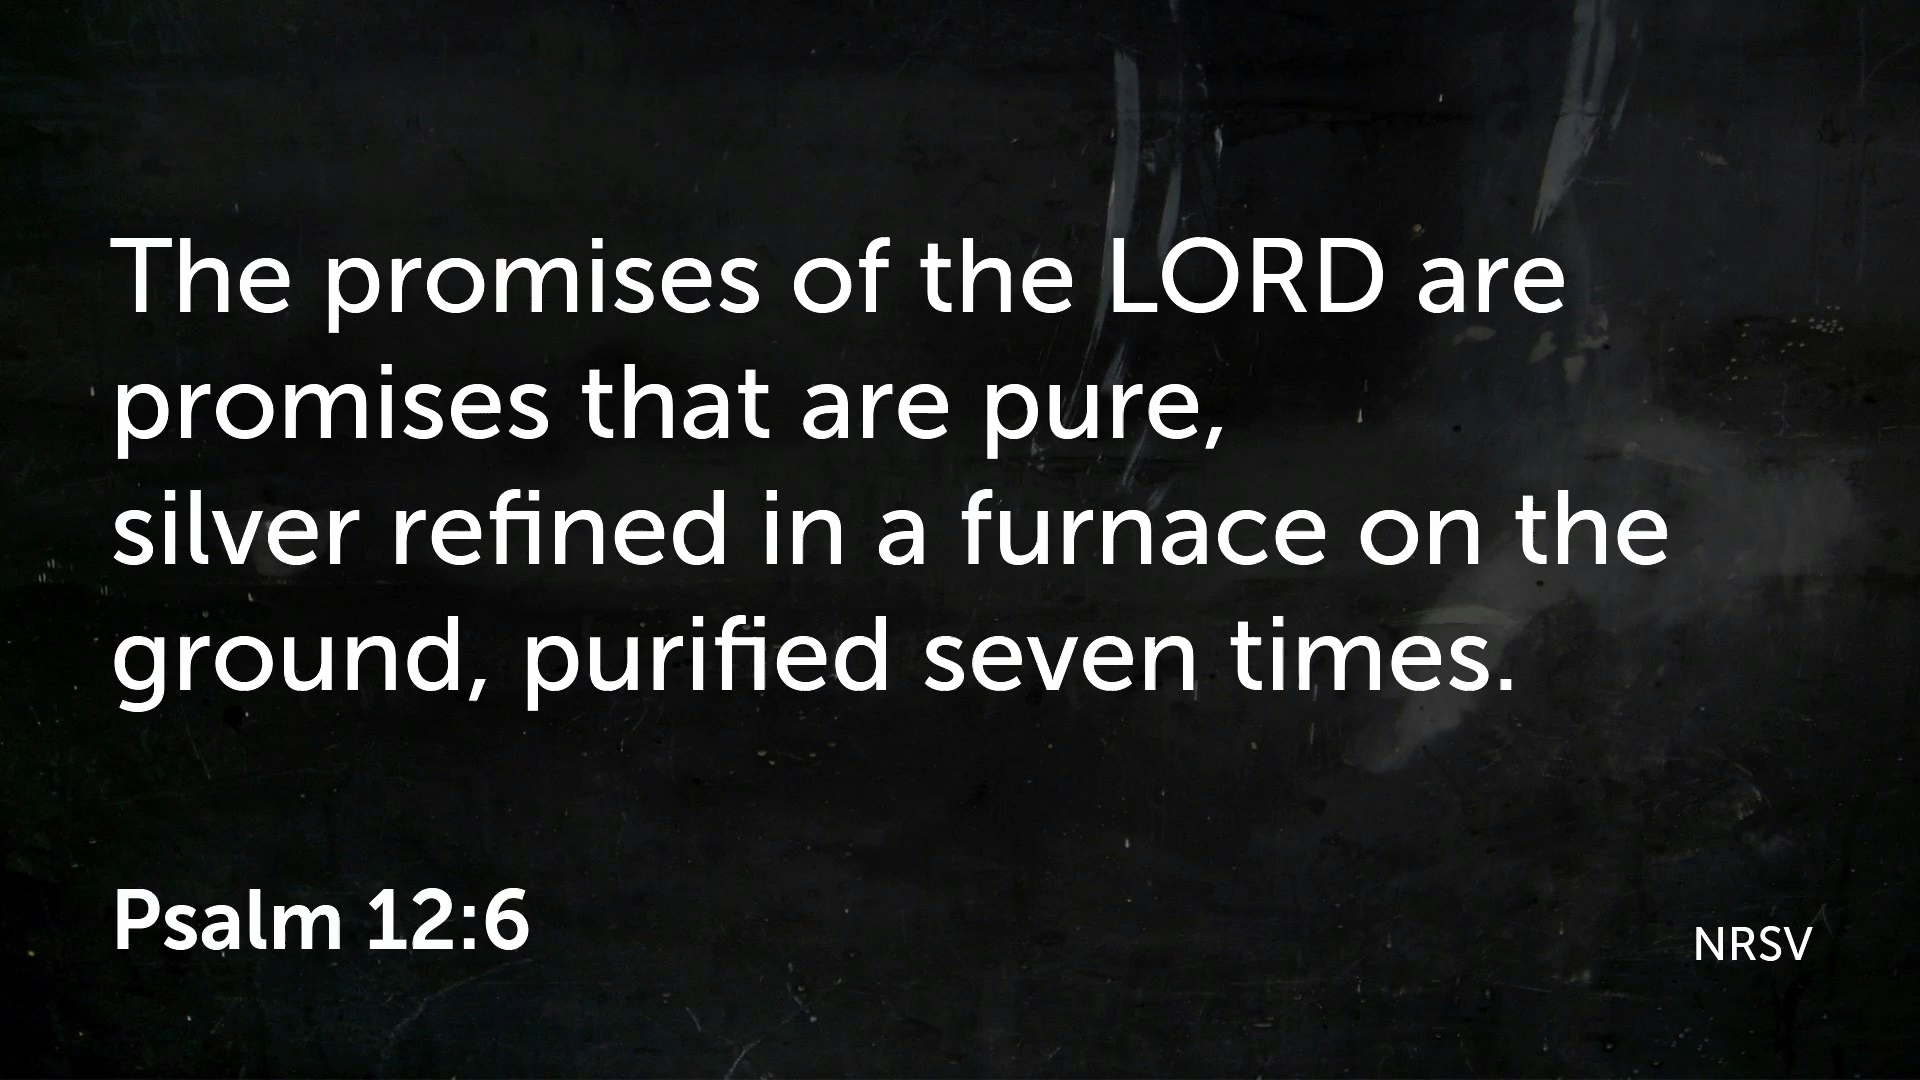 The promises of the LORD are
promises that are pure,
silver refined in a furnace on the
ground, purified seven times.
Psalm 12:6
NRSV